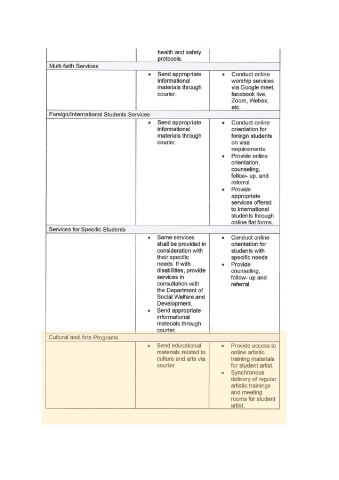 health and safety
protocols.
Multi-faith Services
• Send appropriate
informational
materials through
courier.
• Conduct online
worship services
via Google meet,
facebook live,
Zoom, Webex,
etc.
Foreign/International Students Services
• Send appropriate
informational
materials through
courier.
• Conduct online
orientation for
foreign students
on visa
requirements.
• Provide online
orientation,
counseling,
follow- up, and
referral
• Provide
appropriate
services offered
to International
students through
online flat forms.
Services for Specific Students
• Same services
shall be provided in
consideration with
their specific
needs. If with
disabilities, provide
services in
consultation with
the Department of
Social Welfare and
Development.
• Send appropriate
informational
materials through
courier.
• Conduct online
orientation for
students with
specific needs
• Provide
counseling,
follow- up and
referral
Cultural and Arts Programs
• Send educational
materials related to
culture and arts via
courier
• Provide access to
online artistic
training materials
for student artist.
• Synchronous
delivery of regular
artistic trainings
and meeting
rooms for student
artist.